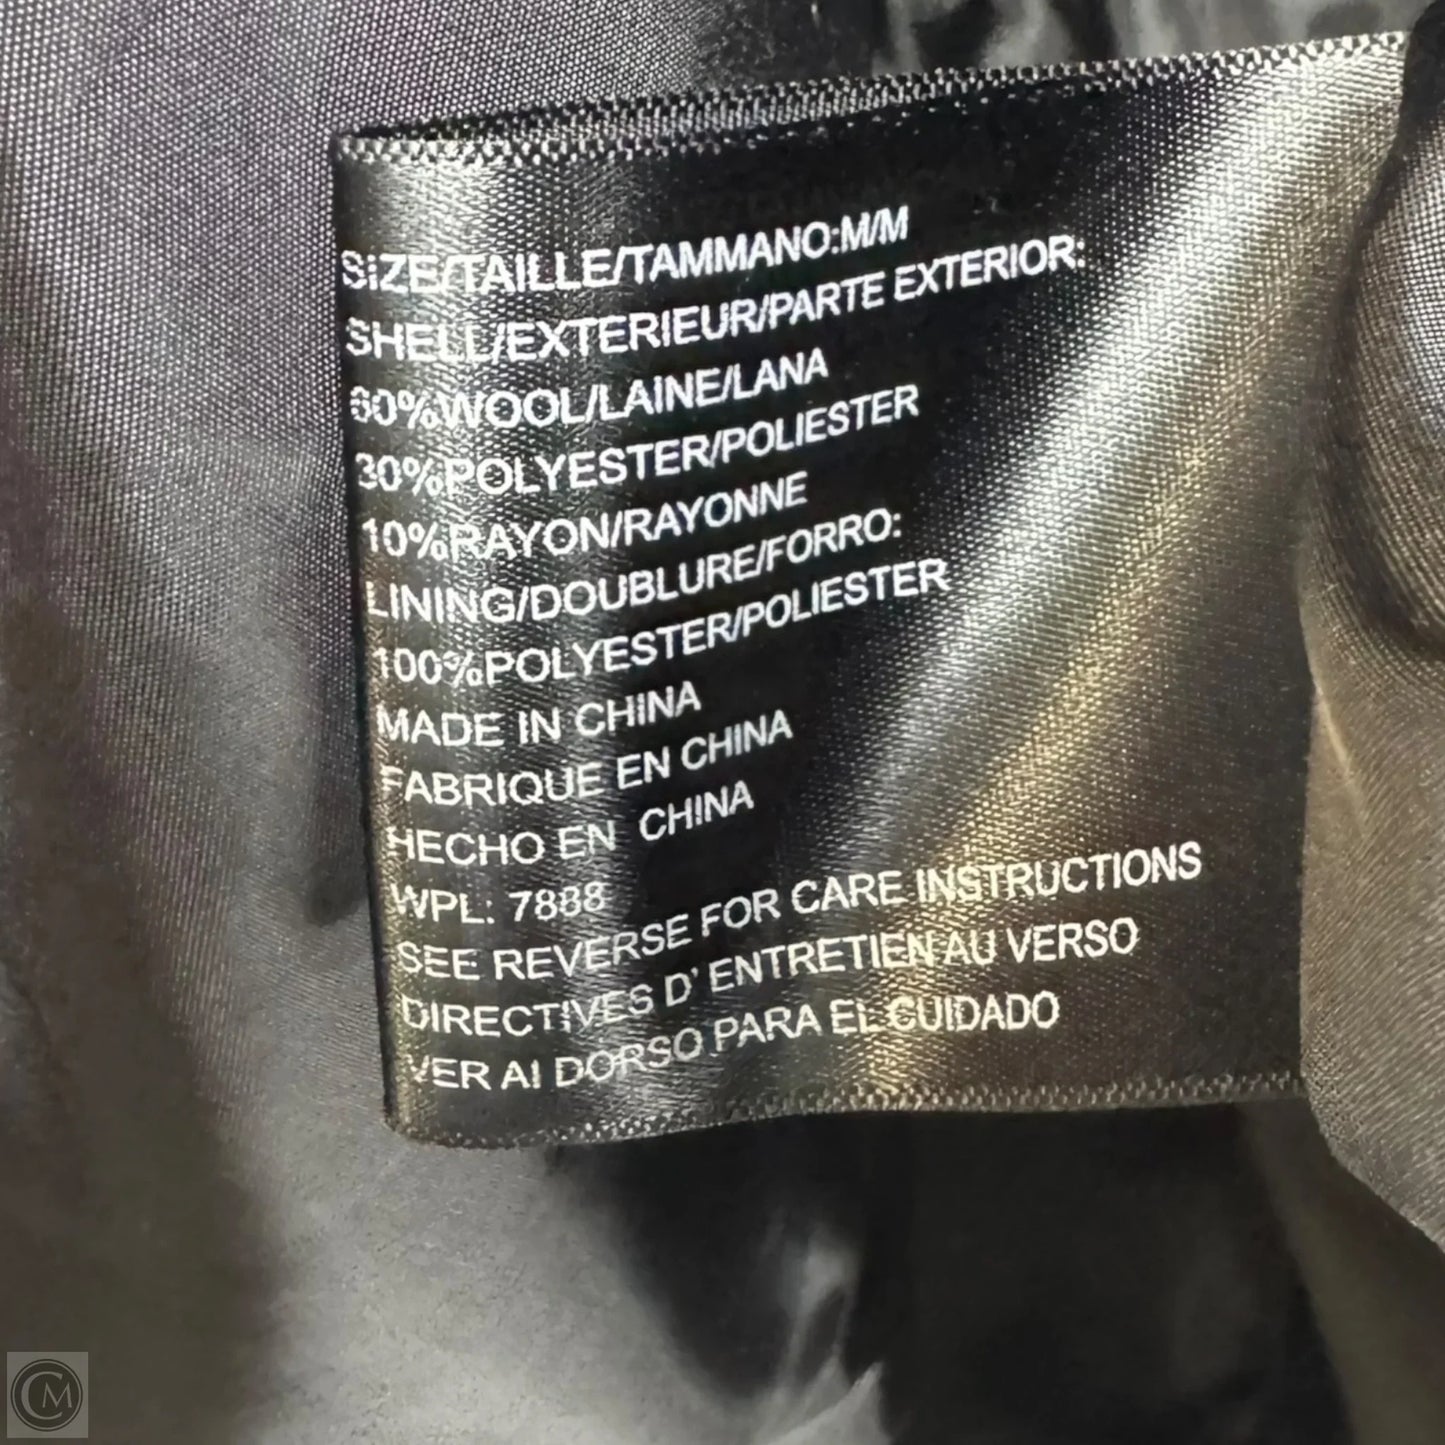 SIZE/TAILLE/TAMMANO:M/M
SHELL/EXTERIEUR/PARTE EXTERIOR:
60%WOOL/LAINE/LANA
30%POLYESTER/POLIESTER
10%RAYON/RAYONNE
LINING/DOUBLURE/FORRO:
100%POLYESTER/POLIESTER
MADE IN CHINA
FABRIQUE EN CHINA
HECHO EN CHINA
WPL: 7888
SEE REVERSE FOR CARE INSTRUCTIONS
DIRECTIVES D' ENTRETIEN AU VERSO
VER AI DORSO PARA EL CUIDADO
CM